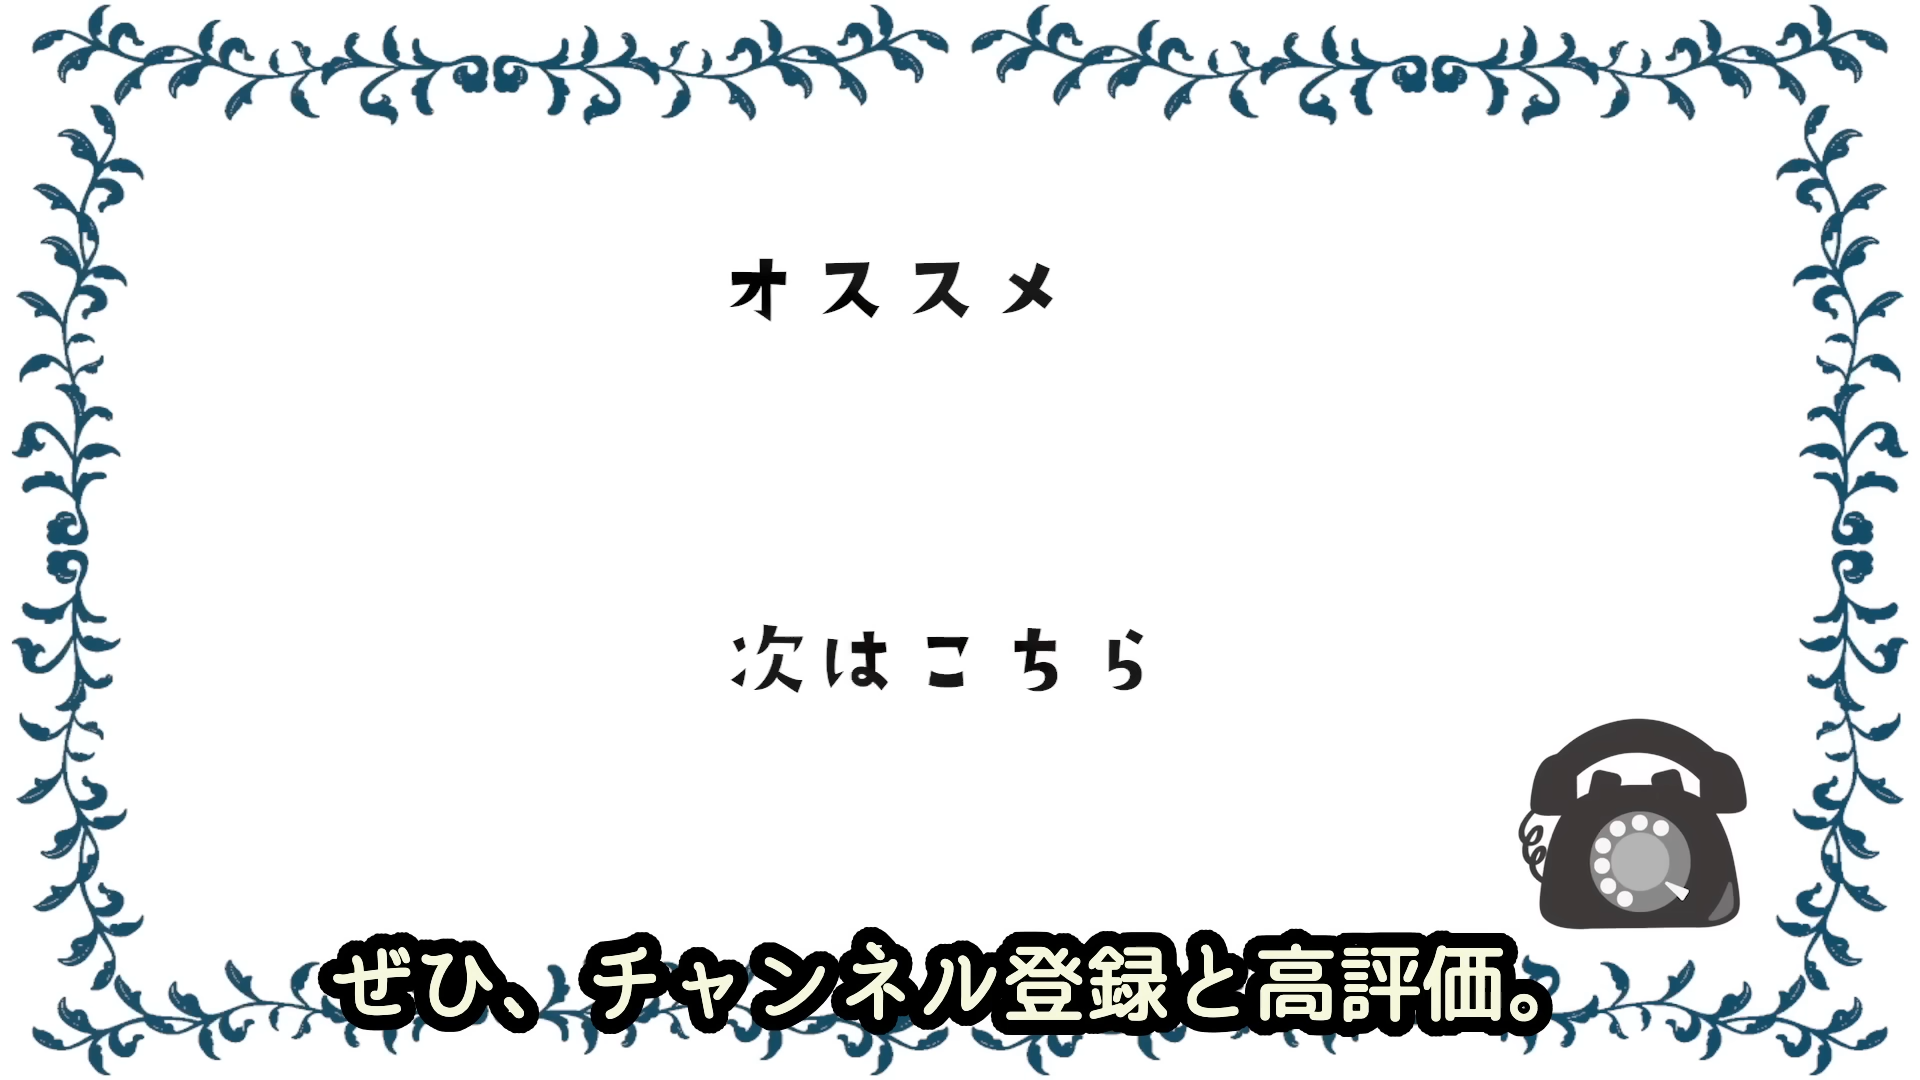 オススメ
次はこちら
ぜひ、チャンネル登録と高評価。